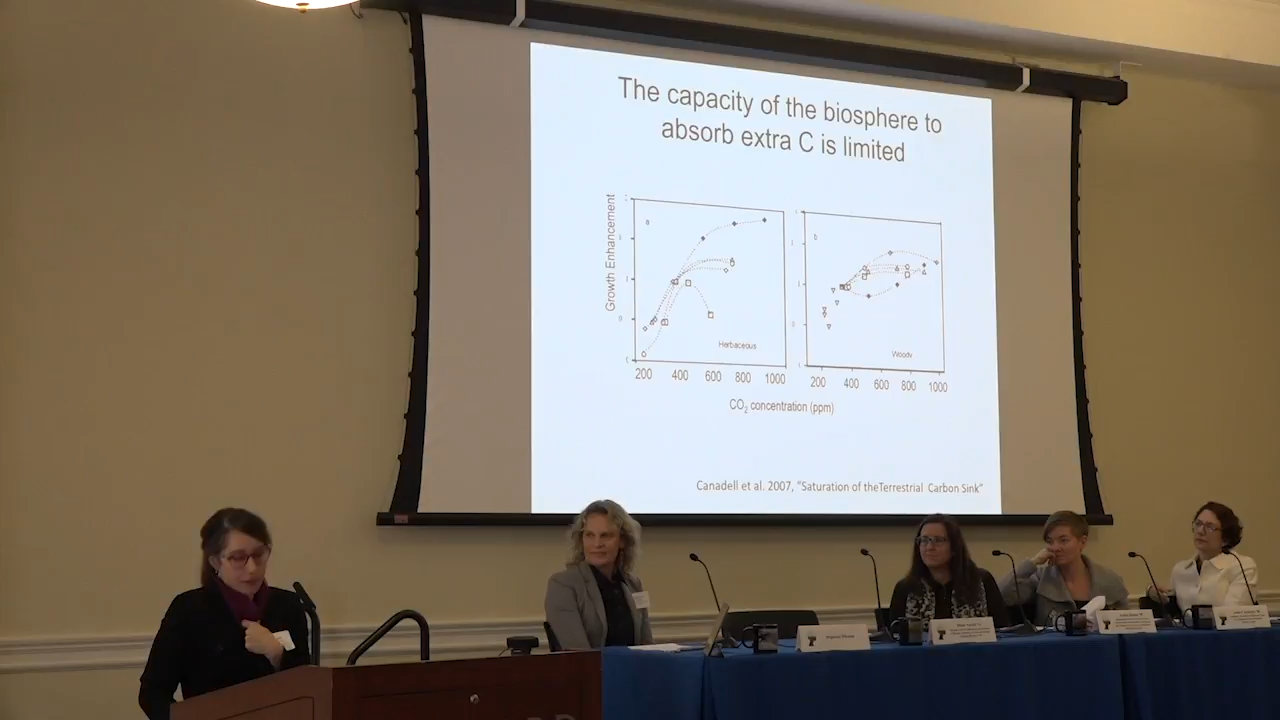 The capacity of the biosphere to
absorb extra C is limited
Growth Enhancement
a
Herbaceous
200 400 600 800 1000
b
Woody
200 400 600 800 1000
CO₂ concentration (ppm)
Canadell et al. 2007, "Saturation of theTerrestrial Carbon Sink"